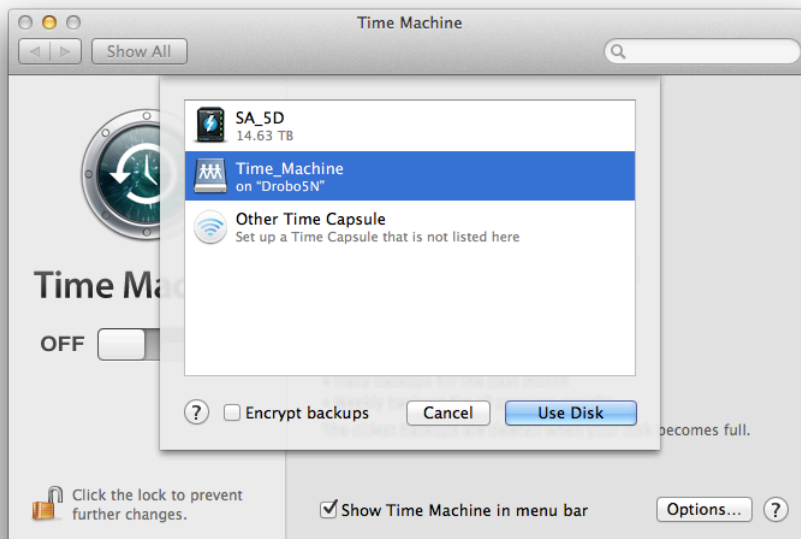 Time Machine
Show All
SA_5D
14.63 TB
Time_Machine
on “Drobo5N”
Other Time Capsule
Set up a Time Capsule that is not listed here
Time
OFF
? Encrypt backups Cancel Use Disk
becomes full.
Click the lock to prevent
further changes.
Show Time Machine in menu bar Options... ?